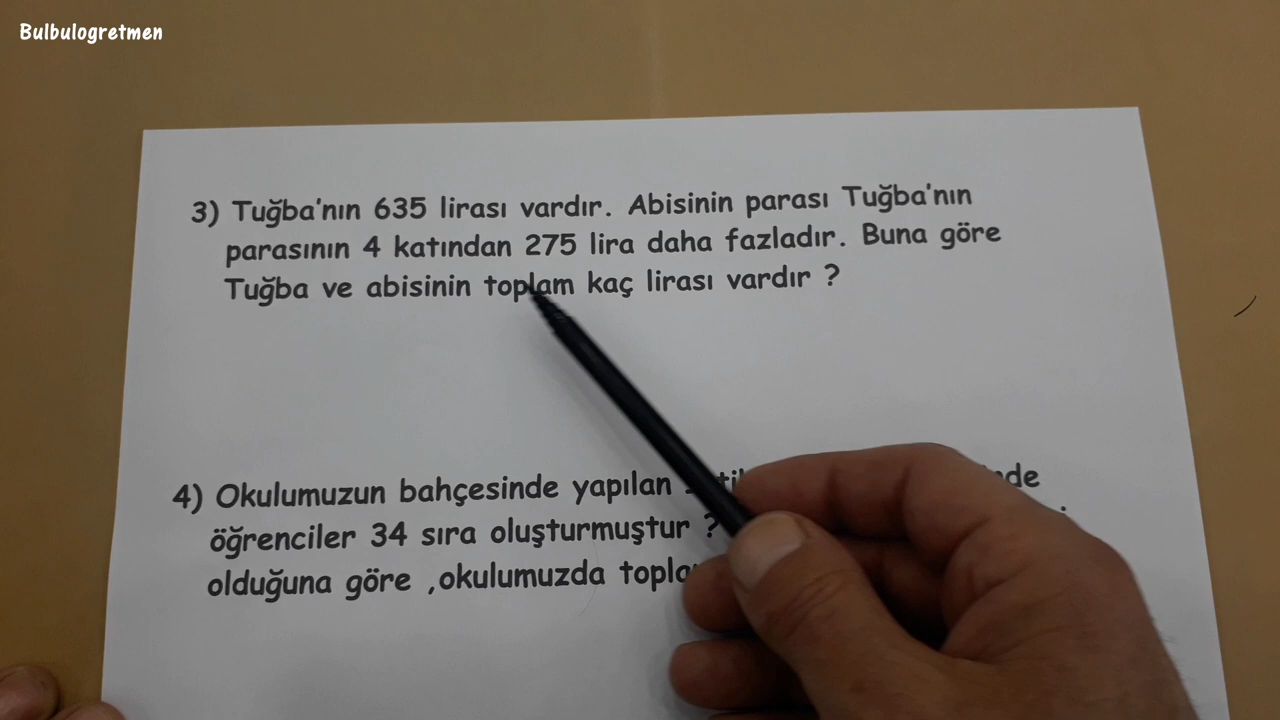 Bulbulogretmen
3) Tuğba'nın 635 lirası vardır. Abisinin parası Tuğba'nın
parasının 4 katından 275 lira daha fazladır. Buna göre
Tuğba ve abisinin toplam kaç lirası vardır ?
4) Okulumuzun bahçesinde yapılan
öğrenciler 34 sıra oluşturmuştur ?
olduğuna göre ,okulumuzda